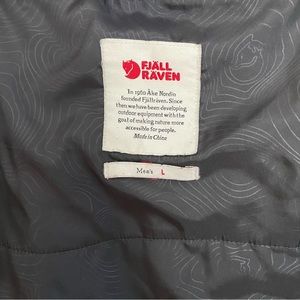 FJÄLL
RÄVEN
In 1960 Åke Nordin
founded Fjällräven. Since
then we have been developing
outdoor equipment with the
goal of making nature more
accessible for people.
Made in China
Men's L